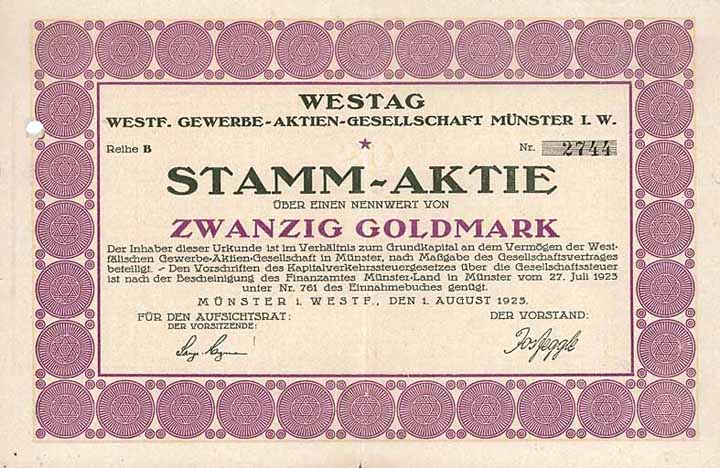 WESTAG
WESTF. GEWERBE-AKTIEN-GESELLSCHAFT MÜNSTER I. W.
Reihe B
Nr. 2744
STAMM-AKTIE
ÜBER EINEN NENNWERT VON
ZWANZIG GOLDMARK
Der Inhaber dieser Urkunde ist im Verhältnis zum Grundkapital an dem Vermögen der West-
fälischen Gewerbe-Aktien-Gesellschaft in Münster, nach Maßgabe des Gesellschaftsvertrages
beteiligt. - Den Vorschriften des Kapitalverkehrssteuergesetzes über die Gesellschaftssteuer
ist nach der Bescheinigung des Finanzamtes Münster-Land in Münster vom 27. Juli 1923
unter Nr. 761 des Einnahmebuches genügt.
MÜNSTER I. WESTF., DEN 1. AUGUST 1923.
FÜR DEN AUFSICHTSRAT:
DER VORSITZENDE:
DER VORSTAND: